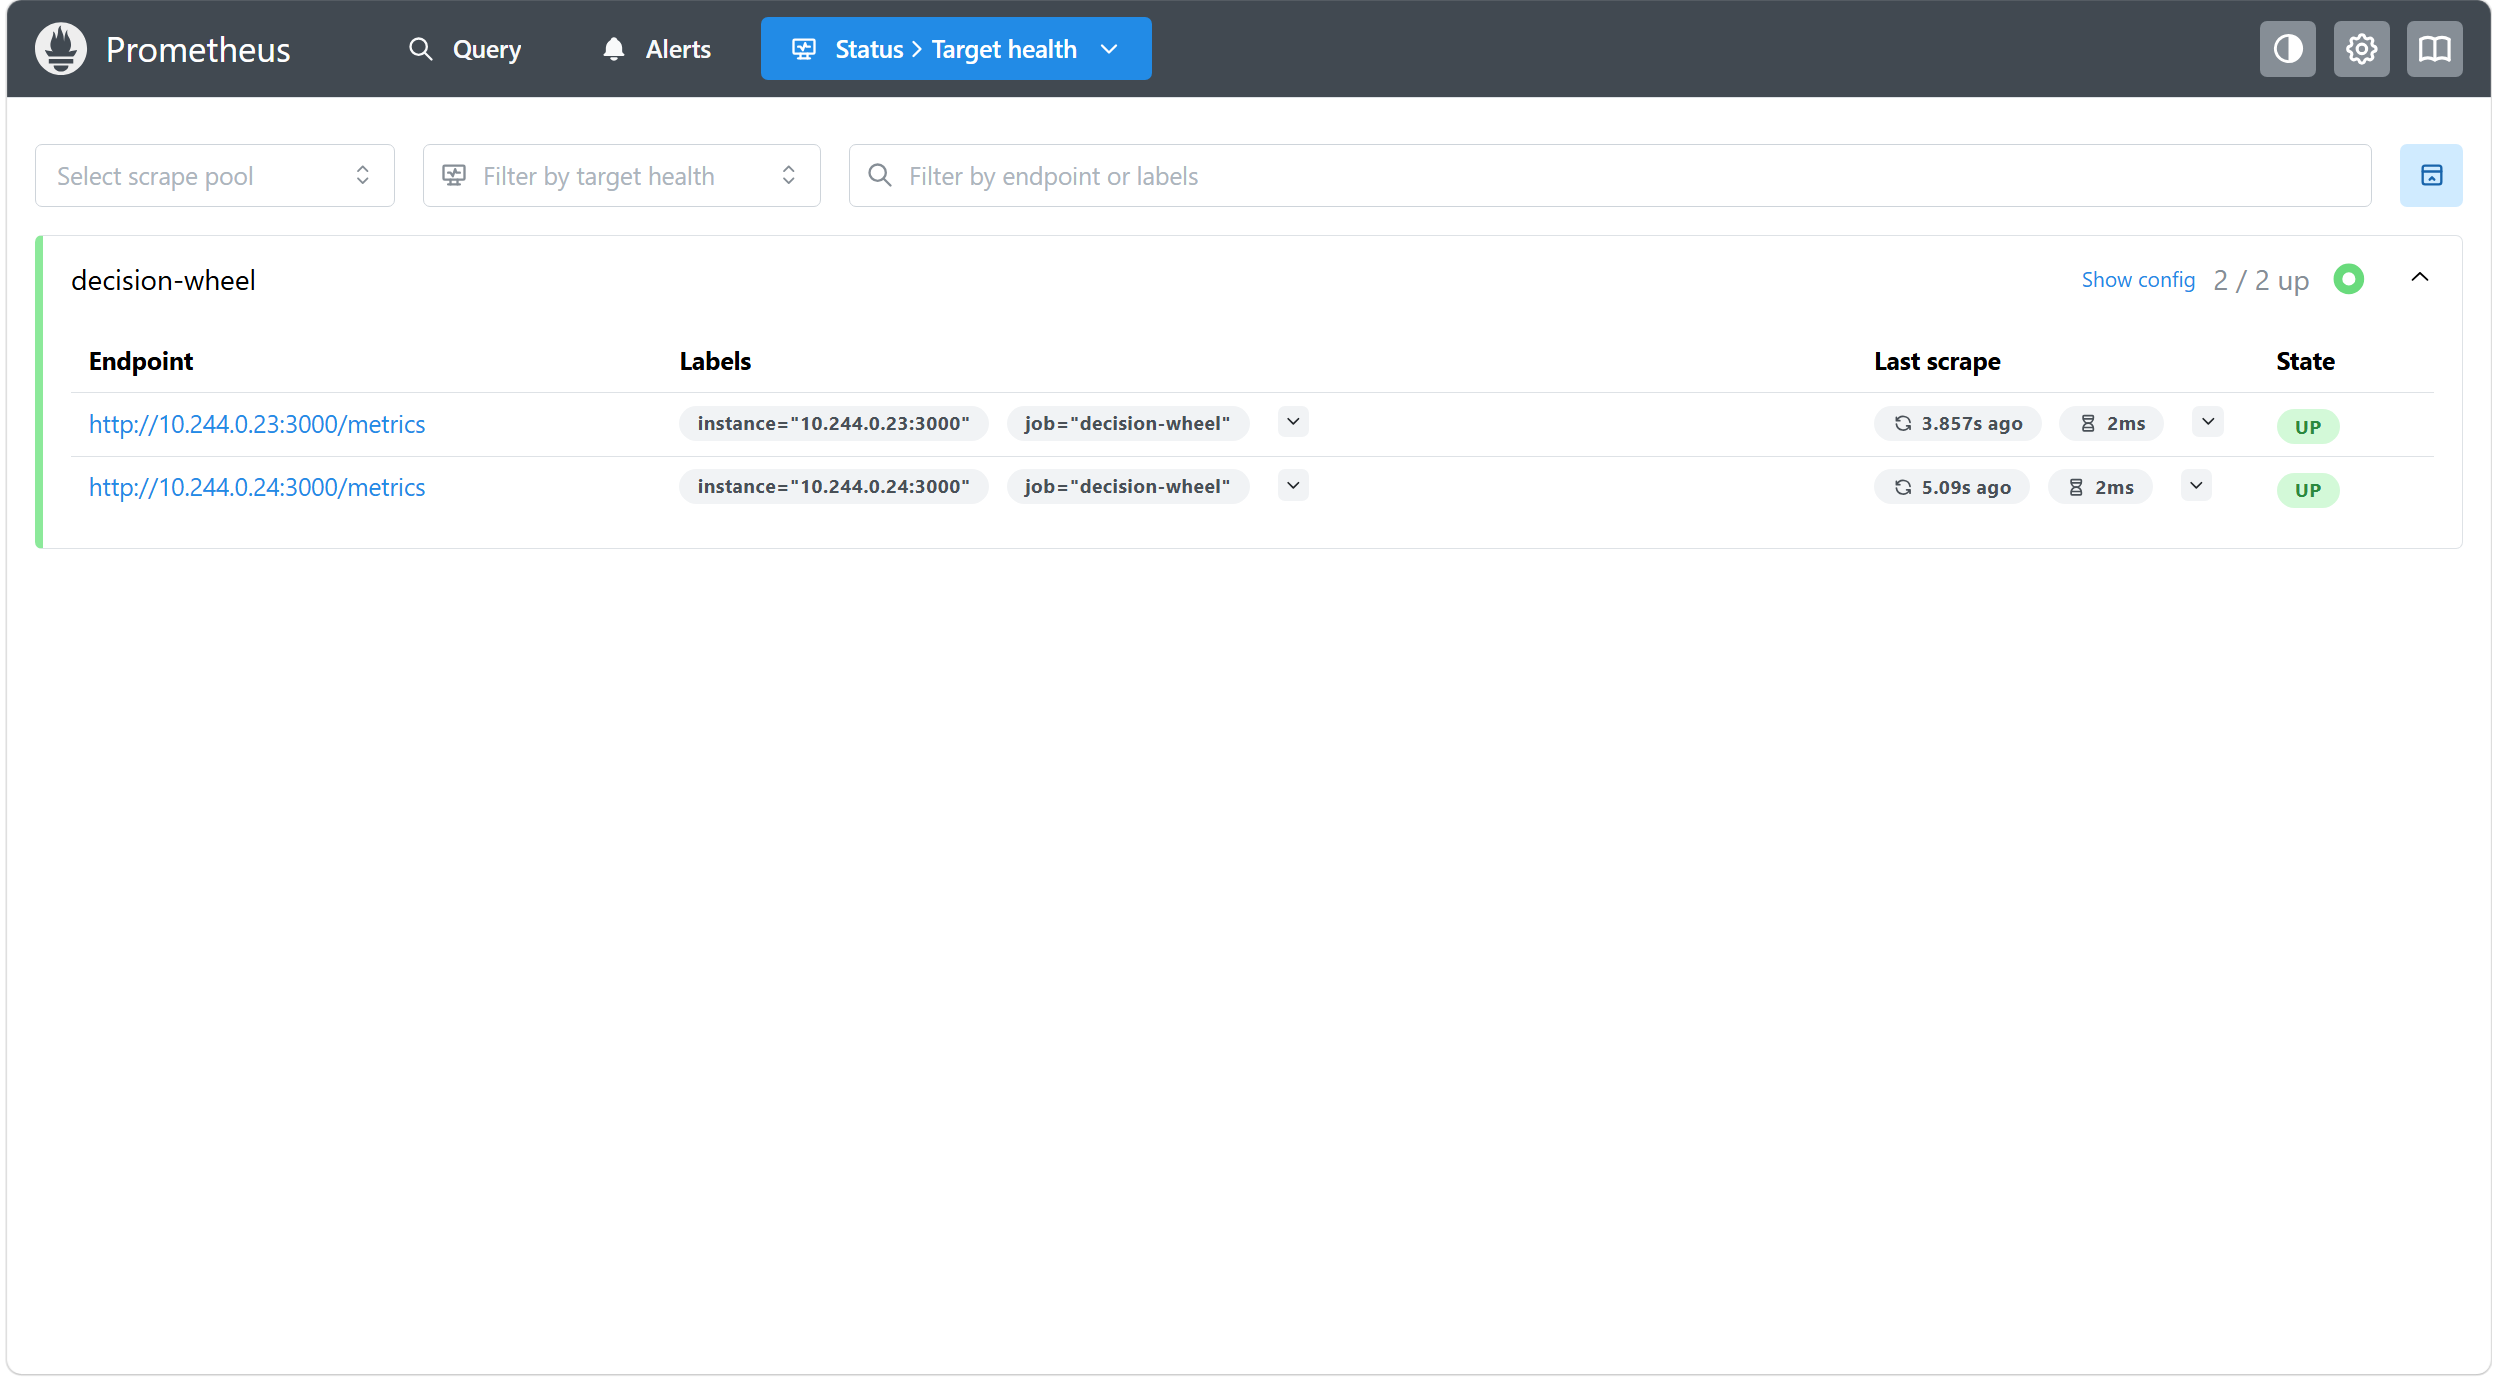 Prometheus Query Alerts Status > Target health
Select scrape pool Filter by target health Filter by endpoint or labels
decision-wheel Show config 2 / 2 up
Endpoint Labels Last scrape State
http://10.244.0.23:3000/metrics instance="10.244.0.23:3000" job="decision-wheel" 3.857s ago 2ms UP
http://10.244.0.24:3000/metrics instance="10.244.0.24:3000" job="decision-wheel" 5.09s ago 2ms UP